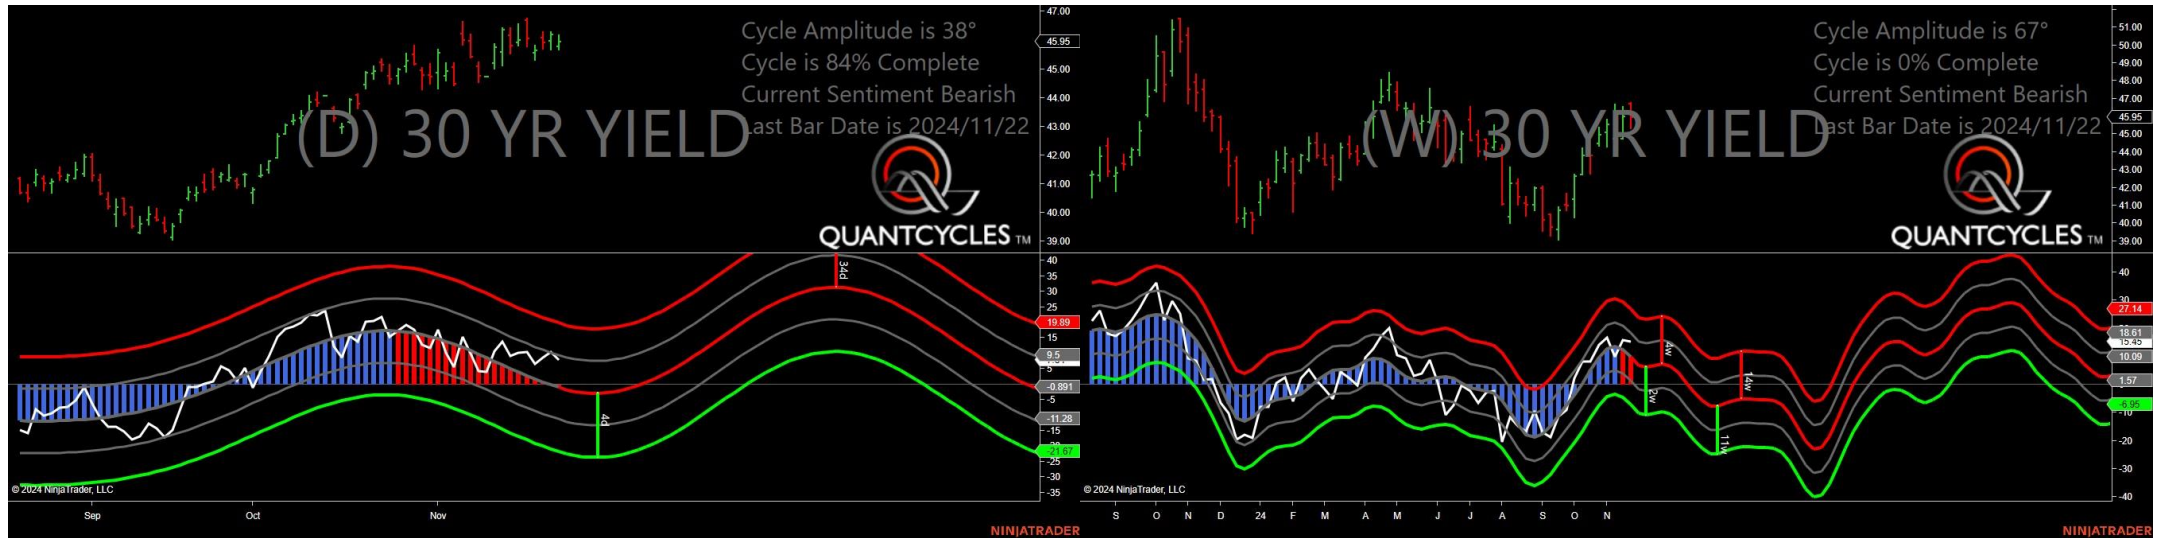 Cycle Amplitude is 38°
Cycle is 84% Complete
Current Sentiment Bearish
Last Bar Date is 2024/11/22
(D) 30 YR YIELD
QUANTCYCLES TM
47.00
45.95
45.00
44.00
43.00
42.00
41.00
40.00
39.00
34d
4d
40
35
30
25
19.89
15
9.5
5
-0.891
-5
-11.28
-15
-21.67
-25
-30
-35
© 2024 NinjaTrader, LLC
Sep Oct Nov
NINJATRADER
Cycle Amplitude is 67°
Cycle is 0% Complete
Current Sentiment Bearish
Last Bar Date is 2024/11/22
(W) 30 YR YIELD
QUANTCYCLES TM
51.00
50.00
49.00
48.00
47.00
45.95
45.00
44.00
43.00
42.00
41.00
40.00
39.00
4w
2w
14w
11w
40
30
27.14
18.61
15.45
10.09
1.57
-6.95
-20
-30
-40
© 2024 NinjaTrader, LLC
S O N D 24 F M A M J J A S O N
NINJATRADER